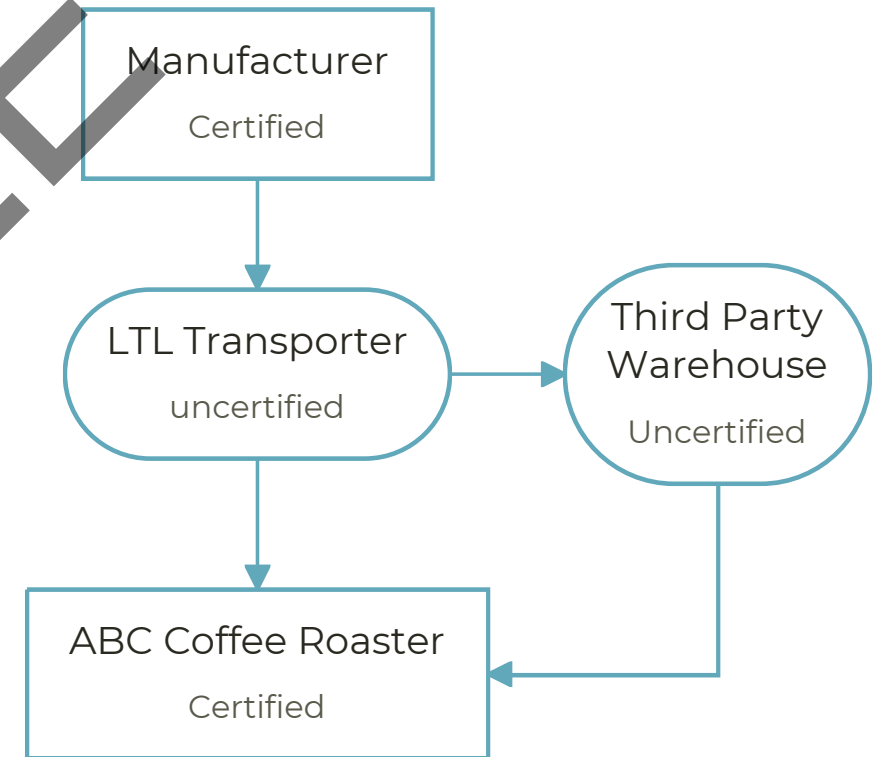 Manufacturer
Certified
LTL Transporter
uncertified
Third Party
Warehouse
Uncertified
ABC Coffee Roaster
Certified